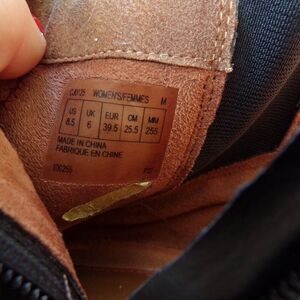 WOMEN'S/FEMMES M
US UK EUR CM MM
8.5 6 39.5 25.5 255
MADE IN CHINA
FABRIQUE EN CHINE